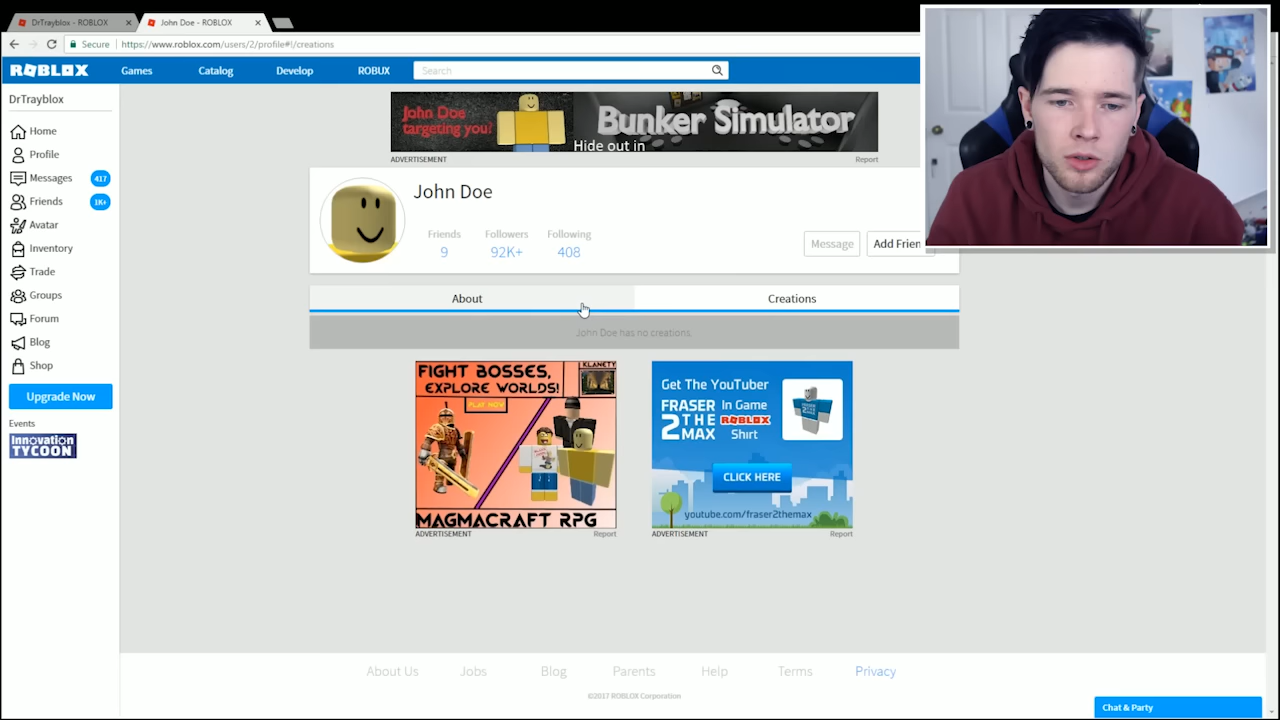 DrTrayblox - ROBLOX
John Doe - ROBLOX
Secure
https://www.roblox.com/users/2/profile#!/creations
ROBLOX
Games
Catalog
Develop
ROBUX
Search
DrTrayblox
Home
Profile
Messages 417
Friends 1K+
Avatar
Inventory
Trade
Groups
Forum
Blog
Shop
Upgrade Now
Events
Innovation
TYCOON
John Doe
targeting you!
Bunker Simulator
Hide out in
ADVERTISEMENT
Report
John Doe
Friends
Followers
Following
9
92K+
408
Message
Add Frien
About
Creations
John Doe has no creations.
FIGHT BOSSES,
EXPLORE WORLDS!
KLANETY
PLAY NOW
MAGMACRAFT RPG
ADVERTISEMENT
Report
Get The YouTuber
FRASER
2 THE
MAX
In Game
ROBLOX
Shirt
CLICK HERE
youtube.com/fraser2themax
ADVERTISEMENT
Report
About Us
Jobs
Blog
Parents
Help
Terms
Privacy
©2017 ROBLOX Corporation
Chat & Party